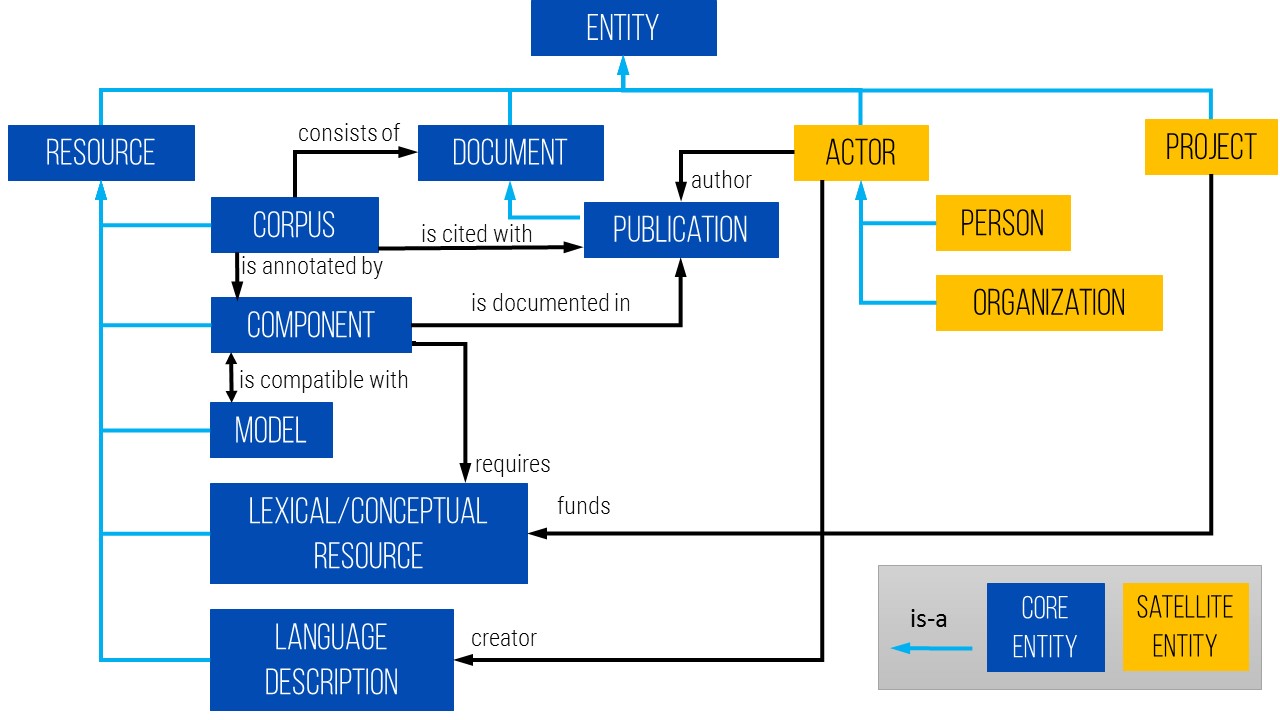 ENTITY
RESOURCE
consists of
DOCUMENT
ACTOR
PROJECT
author
CORPUS
is cited with
PUBLICATION
PERSON
is annotated by
COMPONENT
is documented in
ORGANIZATION
is compatible with
MODEL
requires
LEXICAL/CONCEPTUAL
RESOURCE
funds
LANGUAGE
DESCRIPTION
creator
is-a
CORE
ENTITY
SATELLITE
ENTITY